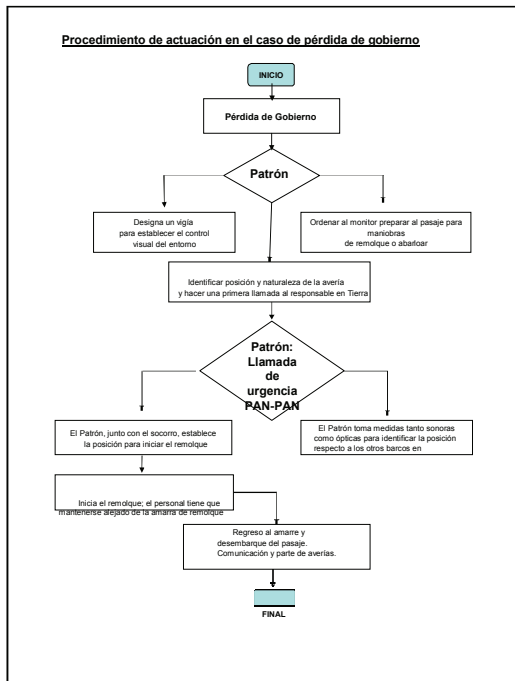 Procedimiento de actuación en el caso de pérdida de gobierno
INICIO
Pérdida de Gobierno
Patrón
Designa un vigía
para establecer el control
visual del entorno
Ordenar al monitor preparar al pasaje para
maniobras
de remolque o abarloar
Identificar posición y naturaleza de la avería
y hacer una primera llamada al responsable en Tierra
Patrón:
Llamada
de
urgencia
PAN-PAN
El Patrón, junto con el socorro, establece
la posición para iniciar el remolque
El Patrón toma medidas tanto sonoras
como ópticas para identificar la posición
respecto a los otros barcos en
Inicia el remolque; el personal tiene que
mantenerse alejado de la amarra de remolque
Regreso al amarre y
desembarque del pasaje.
Comunicación y parte de averías.
FINAL